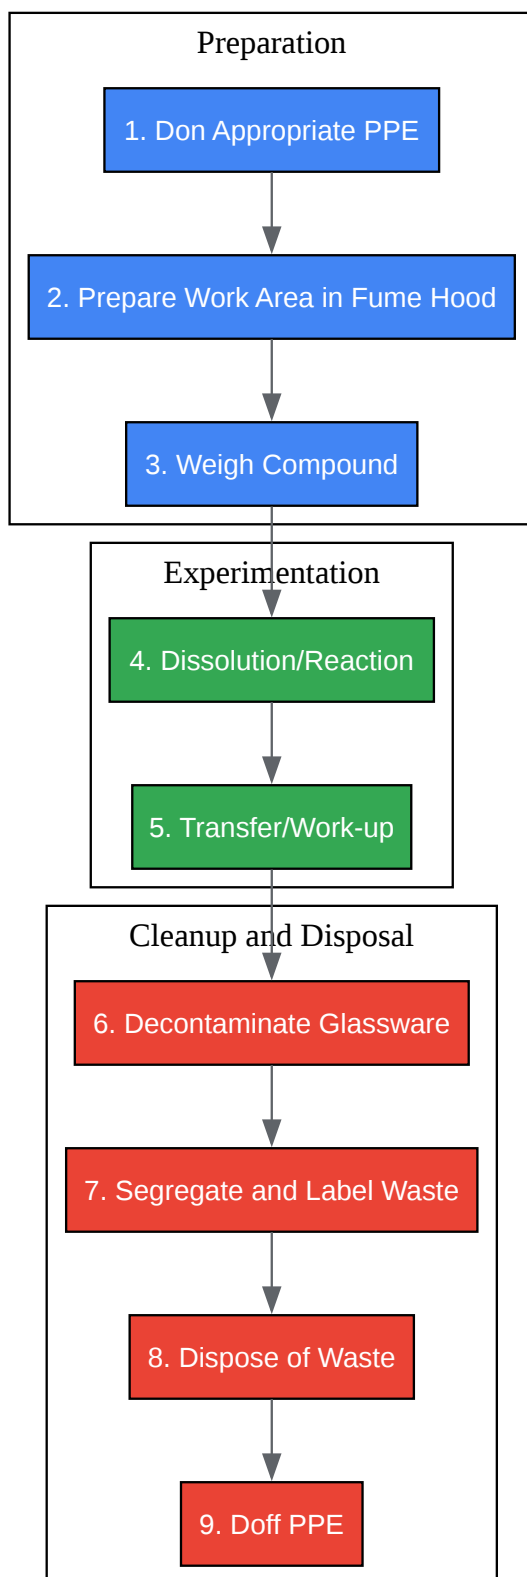 Preparation
1. Don Appropriate PPE
2. Prepare Work Area in Fume Hood
3. Weigh Compound
Experimentation
4. Dissolution/Reaction
5. Transfer/Work-up
Cleanup and Disposal
6. Decontaminate Glassware
7. Segregate and Label Waste
8. Dispose of Waste
9. Doff PPE